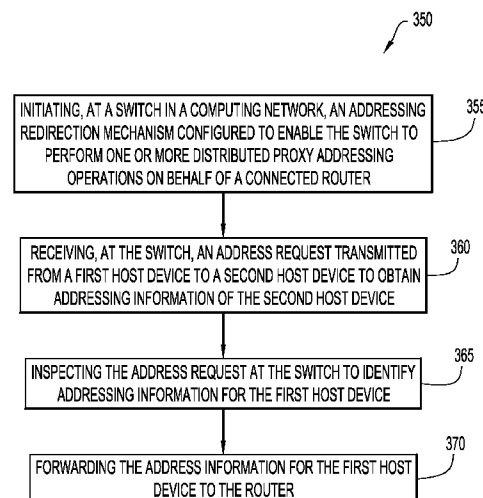 350
INITIATING, AT A SWITCH IN A COMPUTING NETWORK, AN ADDRESSING
REDIRECTION MECHANISM CONFIGURED TO ENABLE THE SWITCH TO
PERFORM ONE OR MORE DISTRIBUTED PROXY ADDRESSING
OPERATIONS ON BEHALF OF A CONNECTED ROUTER
355
RECEIVING, AT THE SWITCH, AN ADDRESS REQUEST TRANSMITTED
FROM A FIRST HOST DEVICE TO A SECOND HOST DEVICE TO OBTAIN
ADDRESSING INFORMATION OF THE SECOND HOST DEVICE
360
INSPECTING THE ADDRESS REQUEST AT THE SWITCH TO IDENTIFY
ADDRESSING INFORMATION FOR THE FIRST HOST DEVICE
365
FORWARDING THE ADDRESS INFORMATION FOR THE FIRST HOST
DEVICE TO THE ROUTER
370